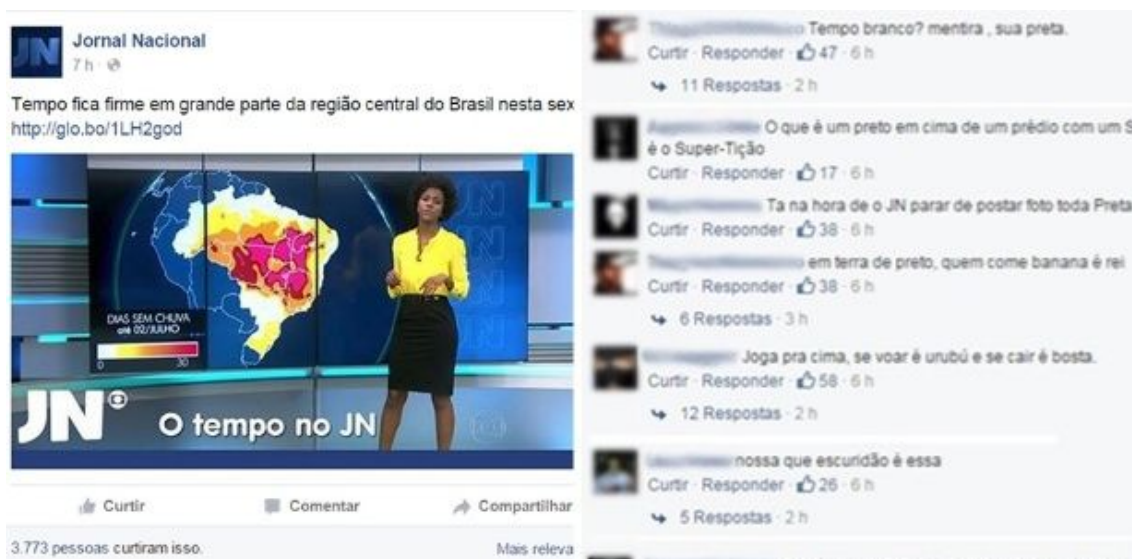 JN
Jornal Nacional
7 h
Tempo fica firme em grande parte da região central do Brasil nesta sex
http://glo.bo/1LH2god
JN
JN
JN
JN
DIAS SEM CHUVA
até 02/JULHO
0 30
JN
O tempo no JN
Curtir Comentar Compartilhar
3.773 pessoas curtiram isso. Mais releva
Tempo branco? mentira , sua preta.
Curtir · Responder · 47 · 6 h
11 Respostas · 2 h
O que é um preto em cima de um prédio com um S
é o Super-Tição
Curtir · Responder · 17 · 6 h
Ta na hora de o JN parar de postar foto toda Preta
Curtir · Responder · 38 · 6 h
em terra de preto, quem come banana é rei
Curtir · Responder · 38 · 6 h
6 Respostas · 3 h
Joga pra cima, se voar é urubú e se cair é bosta.
Curtir · Responder · 58 · 6 h
12 Respostas · 2 h
nossa que escuridão é essa
Curtir · Responder · 26 · 6 h
5 Respostas · 2 h